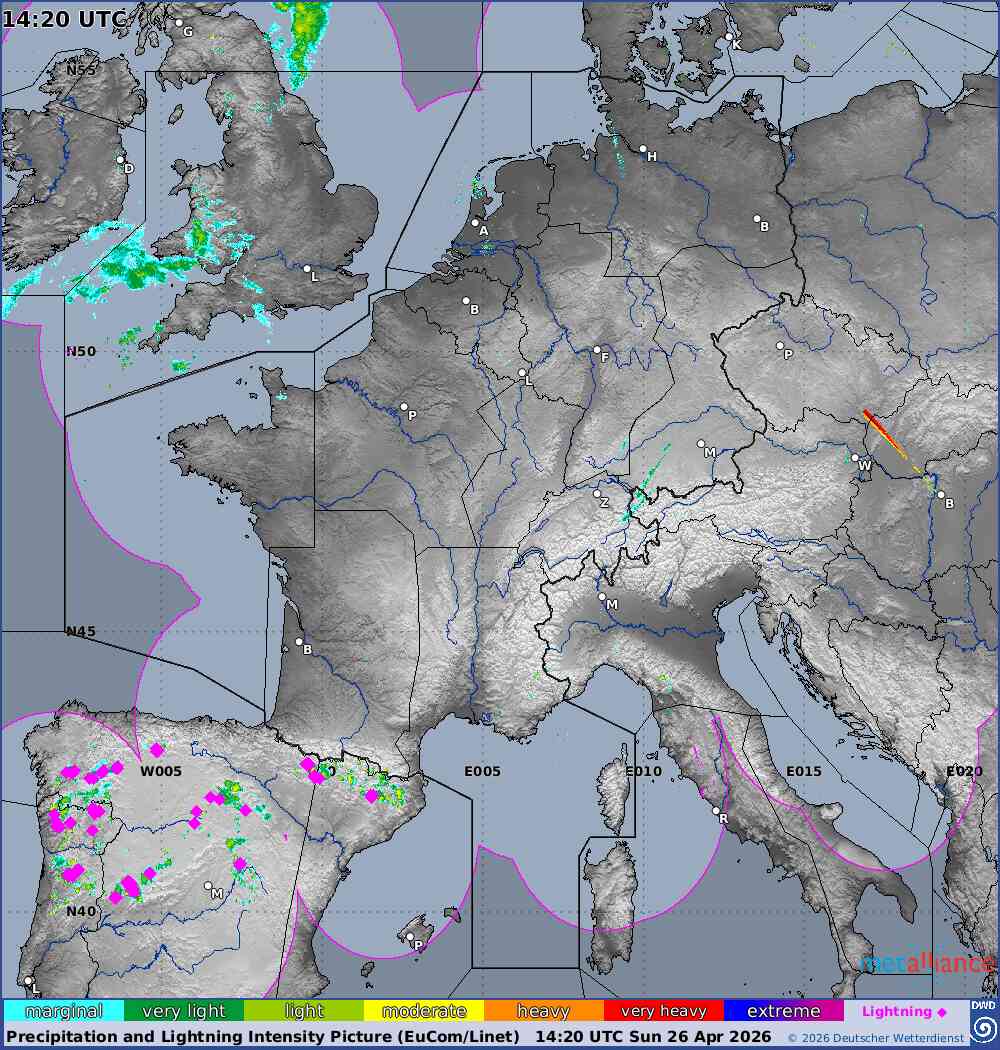 14:20 UTC
G
K
N55
D
H
A
B
L
B
N50
F
P
L
P
M
W
Z
B
M
N45
B
W005
0
E005
E010
E015
E020
R
M
N40
P
L
metalliance
marginal very light light moderate heavy very heavy extreme Lightning
DWD
Precipitation and Lightning Intensity Picture (EuCom/Linet) 14:20 UTC Sun 26 Apr 2026 © 2026 Deutscher Wetterdienst